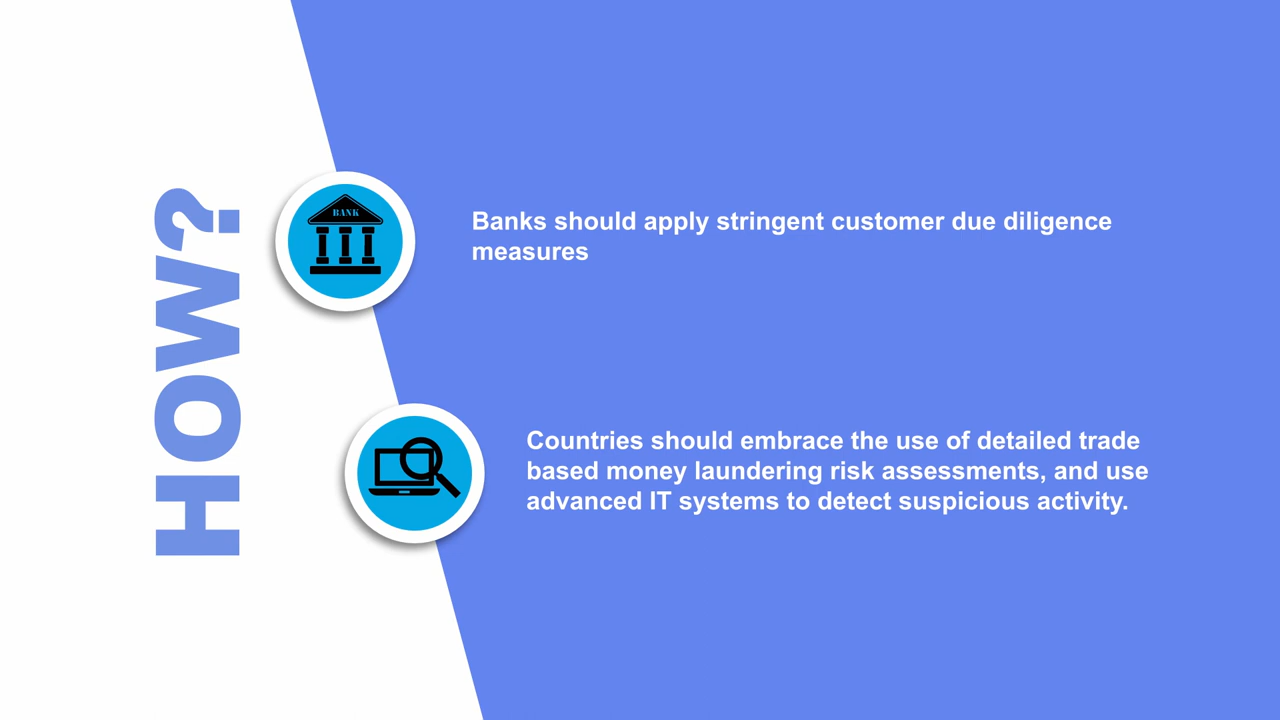 HOW?
BANK
Banks should apply stringent customer due diligence
measures
Countries should embrace the use of detailed trade
based money laundering risk assessments, and use
advanced IT systems to detect suspicious activity.